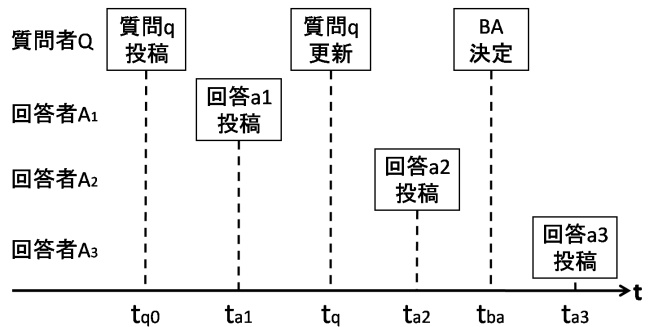 質問者Q
質問q
投稿
質問q
更新
BA
決定
回答者A1
回答a1
投稿
回答者A2
回答a2
投稿
回答者A3
回答a3
投稿
t
tq0
ta1
tq
ta2
tba
ta3